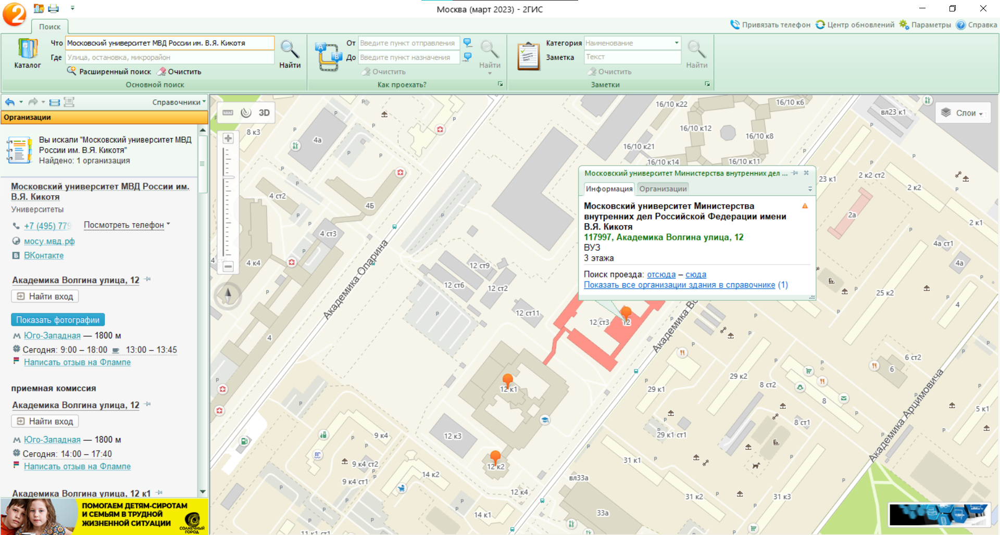 Москва (март 2023) - 2ГИС
Поиск
Привязать телефон
Центр обновлений
Параметры
Справка
Каталог
Что
Московский университет МВД России им. В.Я. Кикотя
Где
Улица, остановка, микрорайон
Расширенный поиск
Очистить
Найти
Основной поиск
От
Введите пункт отправления
До
Введите пункт назначения
Очистить
Найти
Как проехать?
Категория
Наименование
Заметка
Текст
Очистить
Найти
Заметки
Справочники
Организации
Вы искали "Московский университет МВД
России им. В.Я. Кикотя"
Найдено: 1 организация
Московский университет МВД России им.
В.Я. Кикотя
Университеты
+7 (495) 779
Посмотреть телефон
мосу.мвд.рф
ВКонтакте
Академика Волгина улица, 12
Найти вход
Показать фотографии
Юго-Западная — 1800 м
Сегодня: 9:00 – 18:00 13:00 – 13:45
Написать отзыв на Флампе
приемная комиссия
Академика Волгина улица, 12
Найти вход
Юго-Западная — 1800 м
Сегодня: 14:00 – 17:40
Написать отзыв на Флампе
Академика Волгина улица, 12 к1
ПОМОГАЕМ ДЕТЯМ-СИРОТАМ
И СЕМЬЯМ В ТРУДНОЙ
ЖИЗНЕННОЙ СИТУАЦИИ
СОЛНЕЧНЫЙ
ГОРОД
3D
Слои
Московский университет Министерства внутренних дел ...
Информация
Организации
Московский университет Министерства
внутренних дел Российской Федерации имени
В.Я. Кикотя
117997, Академика Волгина улица, 12
ВУЗ
3 этажа
Поиск проезда: отсюда – сюда
Показать все организации здания в справочнике (1)
8 к3
4а
16/10 к22
16/10 к6
вл23 к1
16/10 к12
16/10 к8
16/10 к21
16/10 к14
16/10 к11
4 ст2
4Б
23 к1
2 к2 ст2
2 к2
2а
2 к1
4 ст3
4а ст1
4а
4 к4
12 ст9
12 ст6
12 ст2
25 к2
4
12 ст11
12 ст3
12
4
Академика Опарина
Академика Во
6 ст2
6
29 к2
8 ст2
29 к1
12 к1
8
5 к1
8 ст1
9 к4
12 к3
29 к1 ст1
Академика Арцимовича
9 к4 ст2
12 к2
31 к1
14 к2
9 к4 ст1
вл33а
12 к4
31 к2
31 к3
14 к1
33а
11 к1 ст1